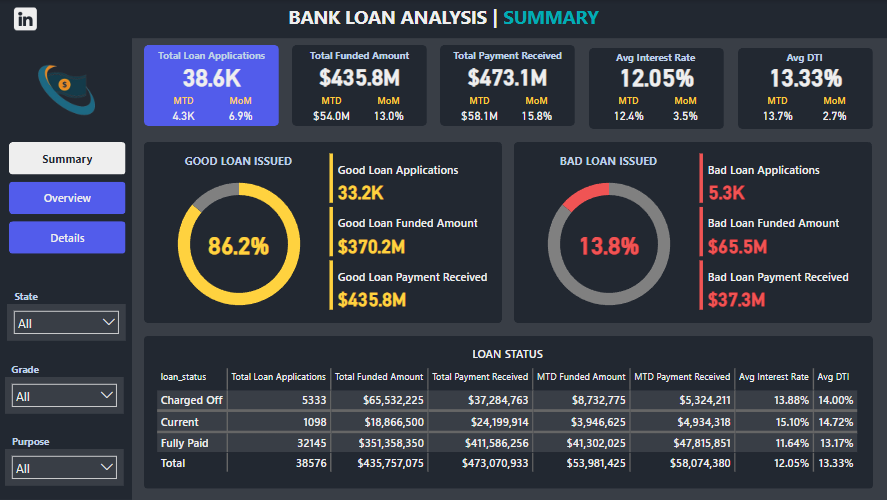 in
BANK LOAN ANALYSIS | SUMMARY
Total Loan Applications
38.6K
MTD MoM
4.3K 6.9%
Total Funded Amount
$435.8M
MTD MoM
$54.0M 13.0%
Total Payment Received
$473.1M
MTD MoM
$58.1M 15.8%
Avg Interest Rate
12.05%
MTD MoM
12.4% 3.5%
Avg DTI
13.33%
MTD MoM
13.7% 2.7%
$
Summary
Overview
Details
State
All
Grade
All
Purpose
All
GOOD LOAN ISSUED
86.2%
Good Loan Applications
33.2K
Good Loan Funded Amount
$370.2M
Good Loan Payment Received
$435.8M
BAD LOAN ISSUED
13.8%
Bad Loan Applications
5.3K
Bad Loan Funded Amount
$65.5M
Bad Loan Payment Received
$37.3M
LOAN STATUS
loan_status Total Loan Applications Total Funded Amount Total Payment Received MTD Funded Amount MTD Payment Received Avg Interest Rate Avg DTI
Charged Off 5333 $65,532,225 $37,284,763 $8,732,775 $5,324,211 13.88% 14.00%
Current 1098 $18,866,500 $24,199,914 $3,946,625 $4,934,318 15.10% 14.72%
Fully Paid 32145 $351,358,350 $411,586,256 $41,302,025 $47,815,851 11.64% 13.17%
Total 38576 $435,757,075 $473,070,933 $53,981,425 $58,074,380 12.05% 13.33%